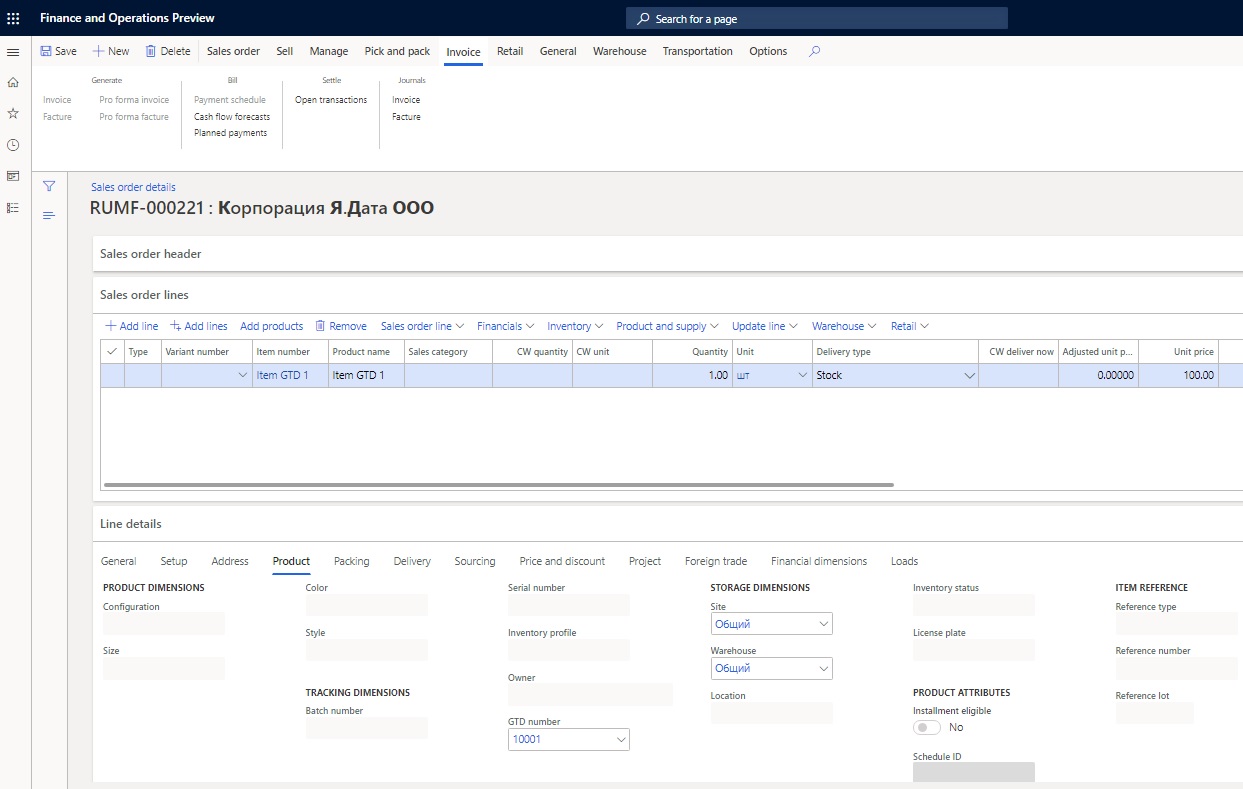 Finance and Operations Preview
Search for a page
Save New Delete Sales order Sell Manage Pick and pack Invoice Retail General Warehouse Transportation Options
Generate Bill Settle Journals
Invoice Pro forma invoice Payment schedule Open transactions Invoice
Facture Pro forma facture Cash flow forecasts Facture
Planned payments
Sales order details
RUMF-000221 : Корпорация Я.Дата ООО
Sales order header
Sales order lines
Add line Add lines Add products Remove Sales order line Financials Inventory Product and supply Update line Warehouse Retail
Type Variant number Item number Product name Sales category CW quantity CW unit Quantity Unit Delivery type CW deliver now Adjusted unit p... Unit price
Item GTD 1 Item GTD 1 1.00 шт Stock 0.00000 100.00
Line details
General Setup Address Product Packing Delivery Sourcing Price and discount Project Foreign trade Financial dimensions Loads
PRODUCT DIMENSIONS
Configuration
Size
Color
Style
TRACKING DIMENSIONS
Batch number
Serial number
Inventory profile
Owner
GTD number
10001
STORAGE DIMENSIONS
Site
Общий
Warehouse
Общий
Location
Inventory status
License plate
PRODUCT ATTRIBUTES
Installment eligible
No
Schedule ID
ITEM REFERENCE
Reference type
Reference number
Reference lot